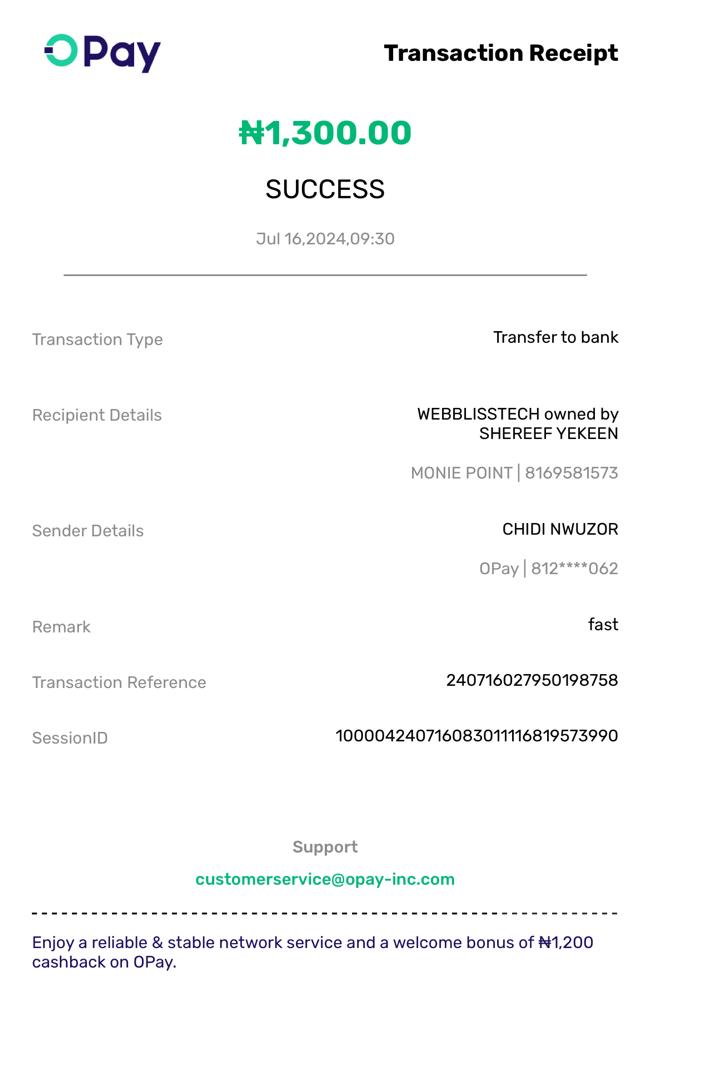 OPay
Transaction Receipt
₦1,300.00
SUCCESS
Jul 16,2024,09:30
Transaction Type
Transfer to bank
Recipient Details
WEBBLISSTECH owned by
SHEREEF YEKEEN
MONIE POINT | 8169581573
Sender Details
CHIDI NWUZOR
OPay | 812****062
Remark
fast
Transaction Reference
240716027950198758
SessionID
100004240716083011116819573990
Support
customerservice@opay-inc.com
Enjoy a reliable & stable network service and a welcome bonus of ₦1,200
cashback on OPay.